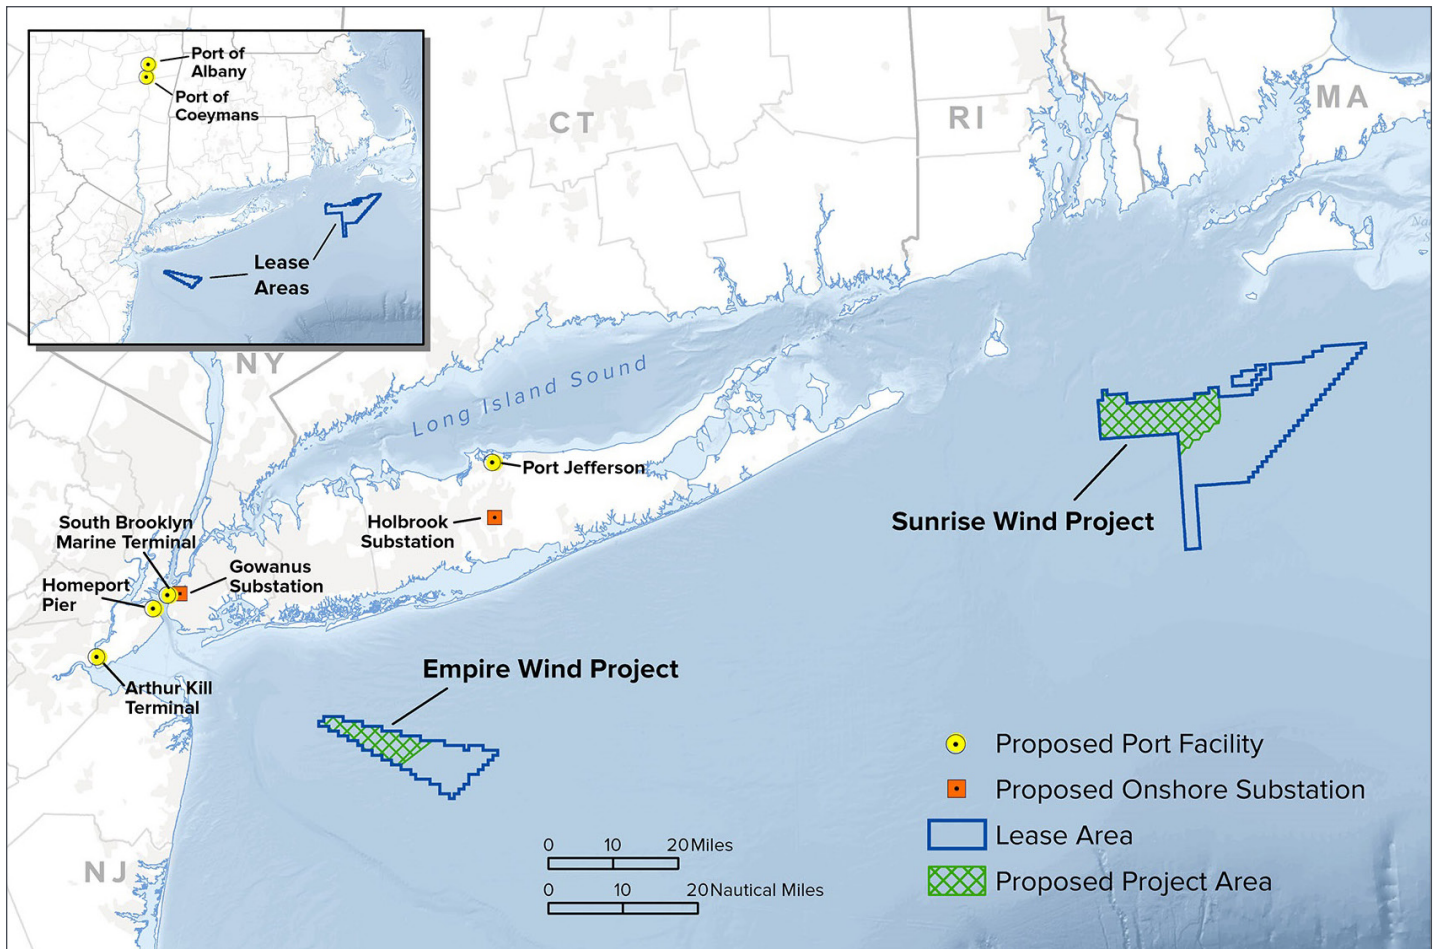 Port of
Albany
Port of
Coeymans
Lease
Areas
CT
RI
MA
NY
Long Island Sound
Port Jefferson
Holbrook
Substation
South Brooklyn
Marine Terminal
Gowanus
Substation
Homeport
Pier
Arthur Kill
Terminal
Sunrise Wind Project
Empire Wind Project
NJ
0 10 20 Miles
0 10 20 Nautical Miles
Proposed Port Facility
Proposed Onshore Substation
Lease Area
Proposed Project Area